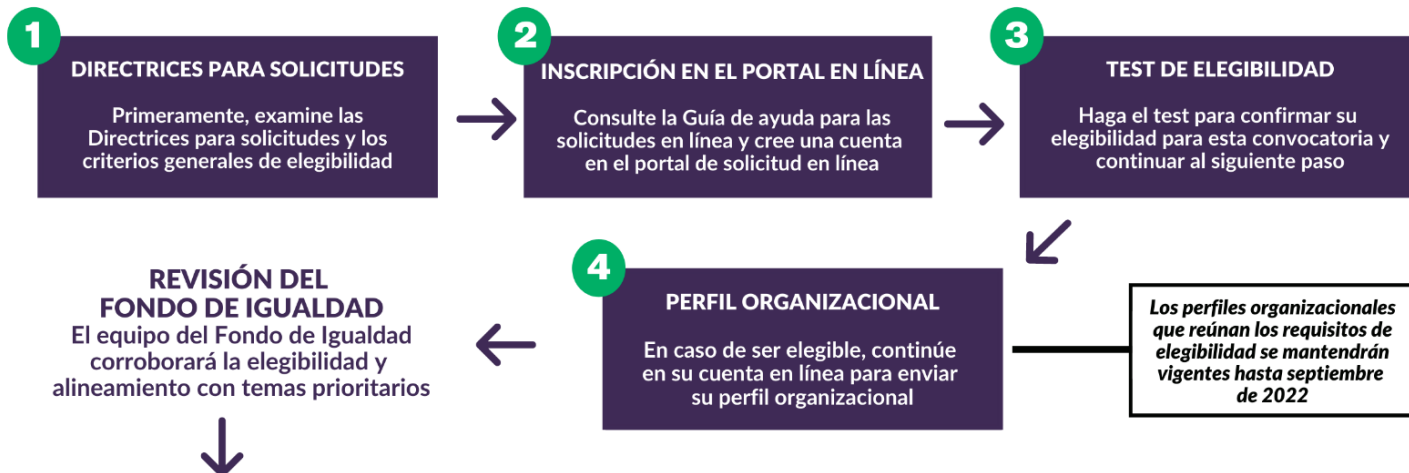 1
DIRECTRICES PARA SOLICITUDES
Primeramente, examine las
Directrices para solicitudes y los
criterios generales de elegibilidad
2
INSCRIPCIÓN EN EL PORTAL EN LÍNEA
Consulte la Guía de ayuda para las
solicitudes en línea y cree una cuenta
en el portal de solicitud en línea
3
TEST DE ELEGIBILIDAD
Haga el test para confirmar su
elegibilidad para esta convocatoria y
continuar al siguiente paso
4
PERFIL ORGANIZACIONAL
En caso de ser elegible, continúe
en su cuenta en línea para enviar
su perfil organizacional
Los perfiles organizacionales
que reúnan los requisitos de
elegibilidad se mantendrán
vigentes hasta septiembre
de 2022
REVISIÓN DEL
FONDO DE IGUALDAD
El equipo del Fondo de Igualdad
corroborará la elegibilidad y
alineamiento con temas prioritarios